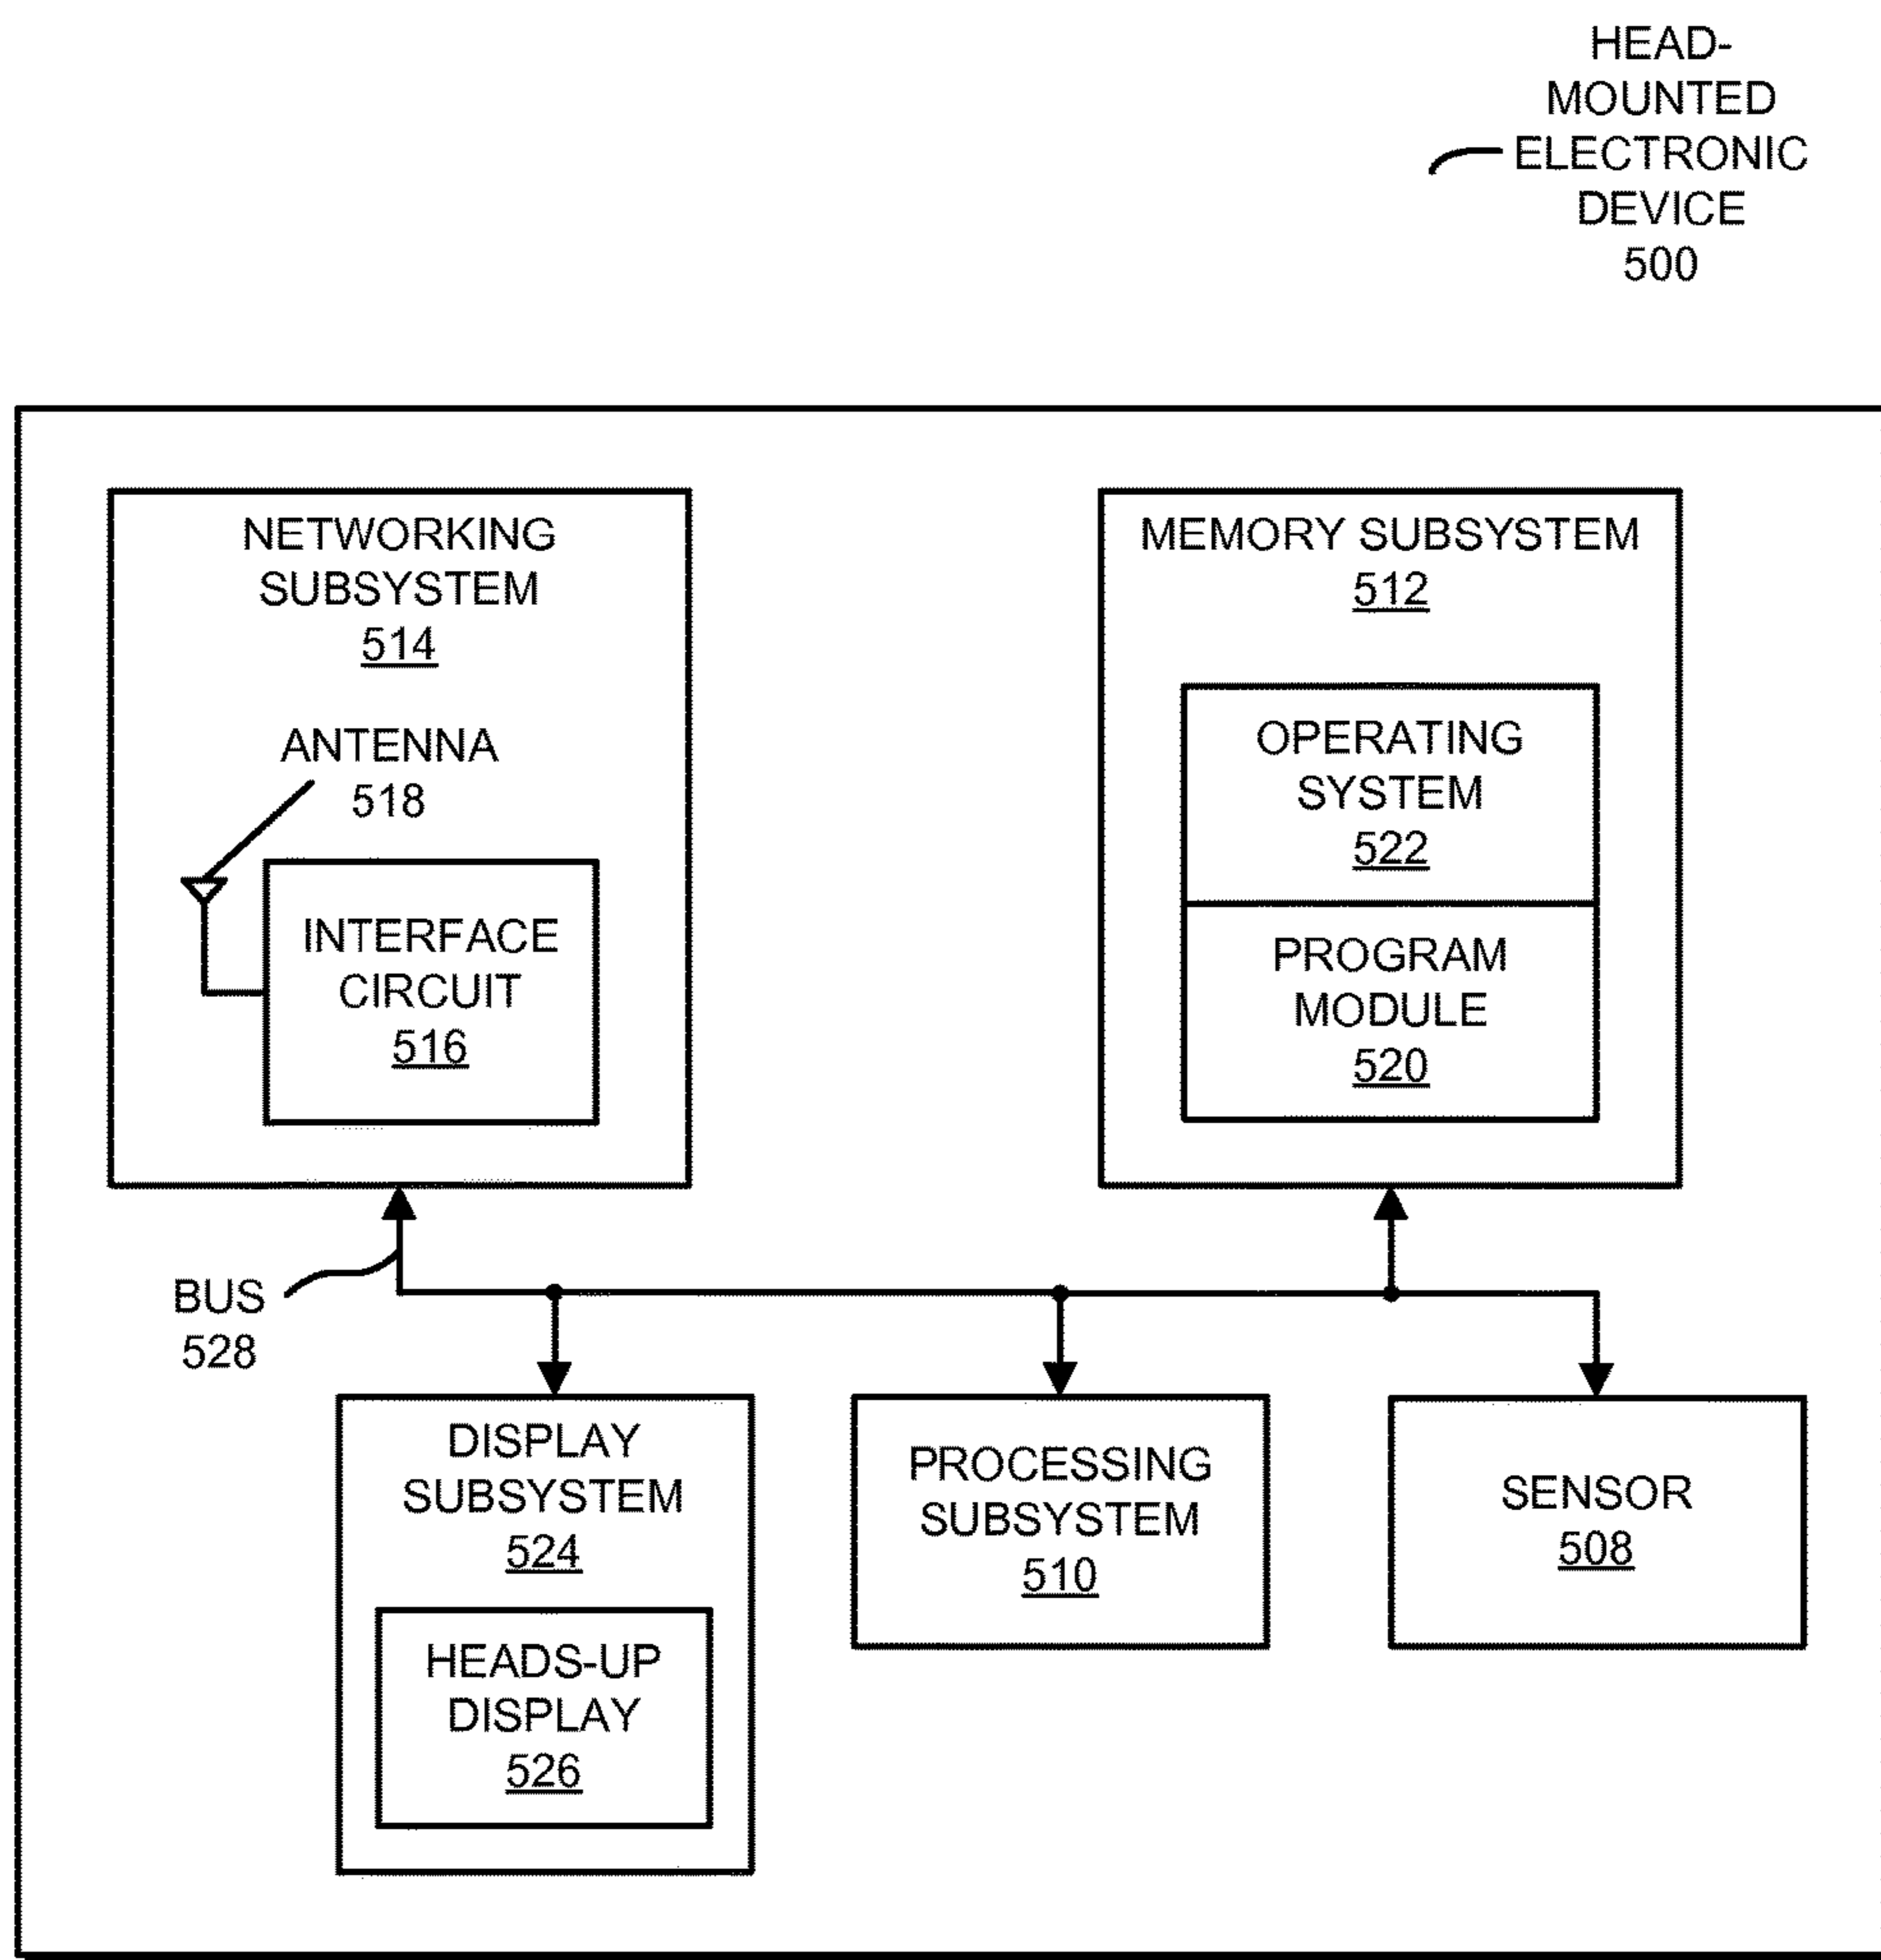 HEAD-
MOUNTED
ELECTRONIC
DEVICE
500
NETWORKING
SUBSYSTEM
514
ANTENNA
518
INTERFACE
CIRCUIT
516
MEMORY SUBSYSTEM
512
OPERATING
SYSTEM
522
PROGRAM
MODULE
520
BUS
528
DISPLAY
SUBSYSTEM
524
HEADS-UP
DISPLAY
526
PROCESSING
SUBSYSTEM
510
SENSOR
508